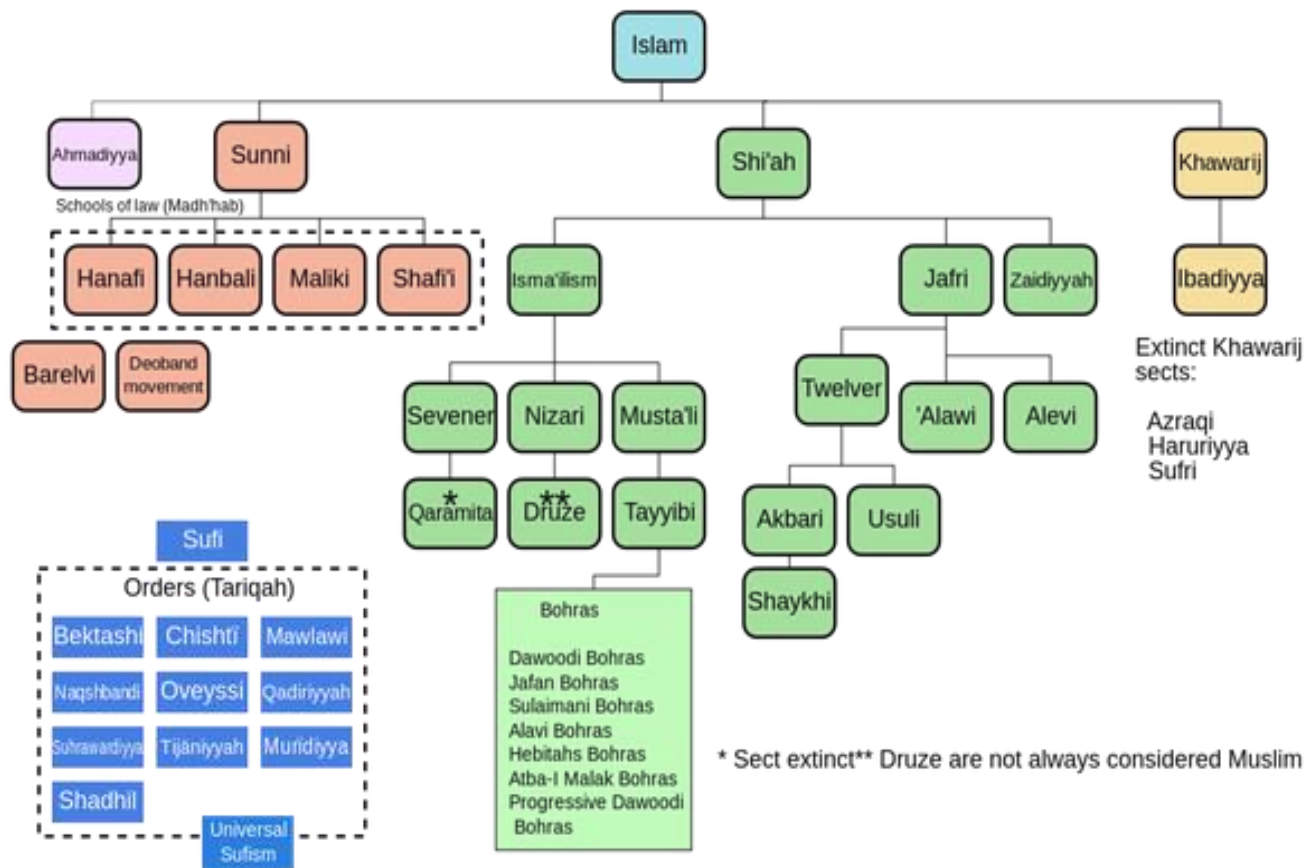 Islam
Ahmadiyya
Sunni
Shi'ah
Khawarij
Schools of law (Madh'hab)
Hanafi
Hanbali
Maliki
Shafi'i
Isma'ilism
Jafri
Zaidiyyah
Ibadiyya
Barelvi
Deoband
movement
Extinct Khawarij
sects:
Azraqi
Haruriyya
Sufri
Sevener
Nizari
Musta'li
Twelver
'Alawi
Alevi
*
Qaramita
**
Druze
Tayyibi
Akbari
Usuli
Shaykhi
Sufi
Orders (Tariqah)
Bektashi
Chishtī
Mawlawi
Naqshbandi
Oveyssi
Qadiriyyah
Suhrawardiyya
Tijāniyyah
Murīdiyya
Shadhil
Universal
Sufism
Bohras
Dawoodi Bohras
Jafari Bohras
Sulaimani Bohras
Alavi Bohras
Hebitahs Bohras
Atba-I Malak Bohras
Progressive Dawoodi
Bohras
* Sect extinct** Druze are not always considered Muslim